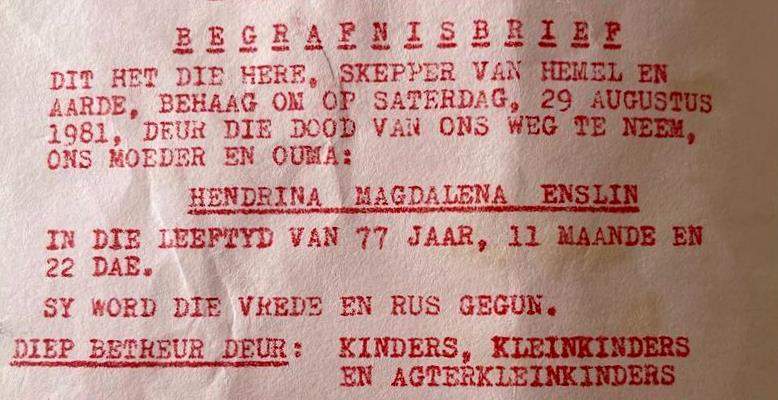 BEGRAFNISBRIEF
DIT HET DIE HERE, SKEPPER VAN HEMEL EN
AARDE, BEHAAG OM OP SATERDAG, 29 AUGUSTUS
1981, DEUR DIE DOOD VAN ONS WEG TE NEEM,
ONS MOEDER EN OUMA:
HENDRINA MAGDALENA ENSLIN
IN DIE LEEFTYD VAN 77 JAAR, 11 MAANDE EN
22 DAE.
SY WORD DIE VREDE EN RUS GEGUN.
DIEP BETREUR DEUR: KINDERS, KLEINKINDERS
EN AGTERKLEINKINDERS